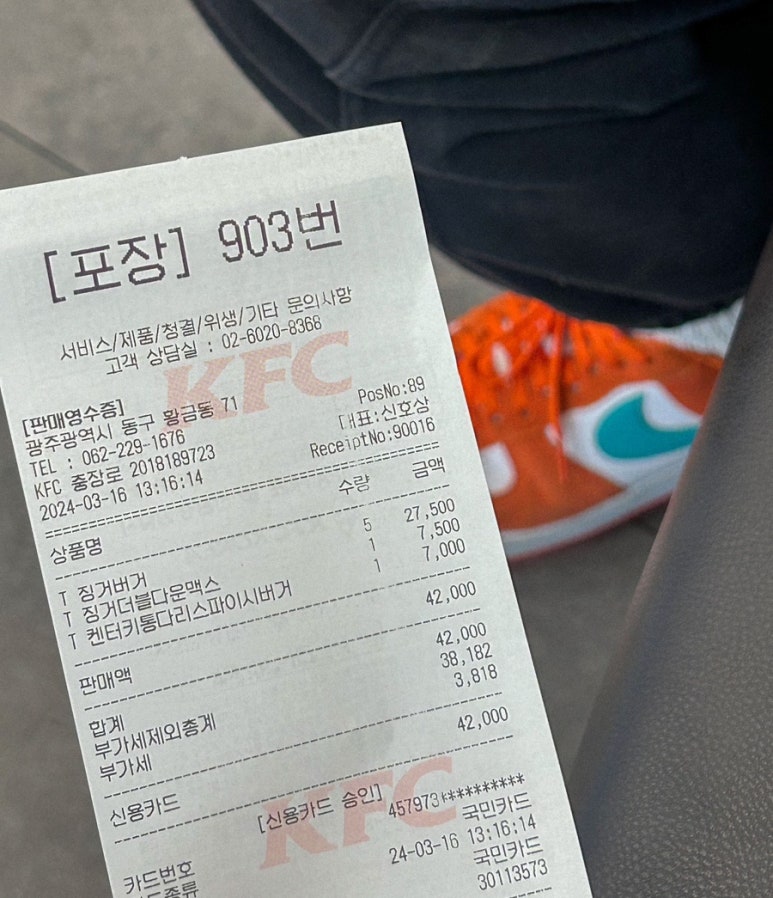 [포장] 903번
서비스/제품/청결/위생/기타 문의사항
고객 상담실 : 02-6020-8368
KFC
[판매영수증] PosNo:89
광주광역시 동구 황금동 71 대표:신호상
TEL : 062-229-1676 ReceiptNo:90016
KFC 충장로 2018189723
2024-03-16 13:16:14
상품명 수량 금액
T 징거버거 5 27,500
T 징거더블다운맥스 1 7,500
T 켄터키통다리스파이시버거 1 7,000
판매액 42,000
합계 42,000
부가세제외총계 38,182
부가세 3,818
신용카드 42,000
KFC
[신용카드 승인]
카드번호 457973**********
국민카드
24-03-16 13:16:14
국민카드
30113573